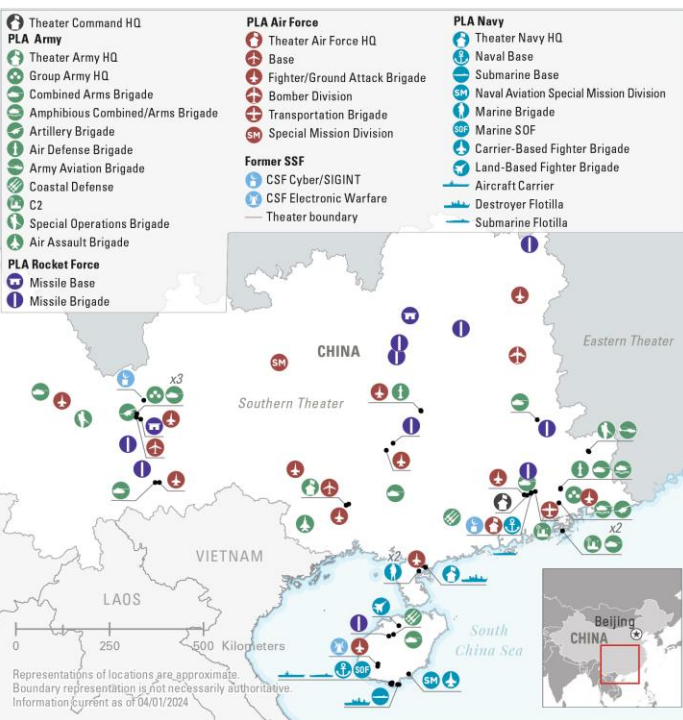 Theater Command HQ
PLA Army
Theater Army HQ
Group Army HQ
Combined Arms Brigade
Amphibious Combined/Arms Brigade
Artillery Brigade
Air Defense Brigade
Army Aviation Brigade
Coastal Defense
C2
Special Operations Brigade
Air Assault Brigade
PLA Rocket Force
Missile Base
Missile Brigade
PLA Air Force
Theater Air Force HQ
Base
Fighter/Ground Attack Brigade
Bomber Division
Transportation Brigade
SM Special Mission Division
Former SSF
CSF Cyber/SIGINT
CSF Electronic Warfare
Theater boundary
PLA Navy
Theater Navy HQ
Naval Base
Submarine Base
SM Naval Aviation Special Mission Division
Marine Brigade
SOF Marine SOF
Carrier-Based Fighter Brigade
Land-Based Fighter Brigade
Aircraft Carrier
Destroyer Flotilla
Submarine Flotilla
Eastern Theater
CHINA
SM
x3
Southern Theater
x2
x2
VIETNAM
LAOS
SOF
SM
South
China Sea
0 250 500 Kilometers
Representations of locations are approximate.
Boundary representation is not necessarily authoritative.
Information current as of 04/01/2024
Beijing
CHINA